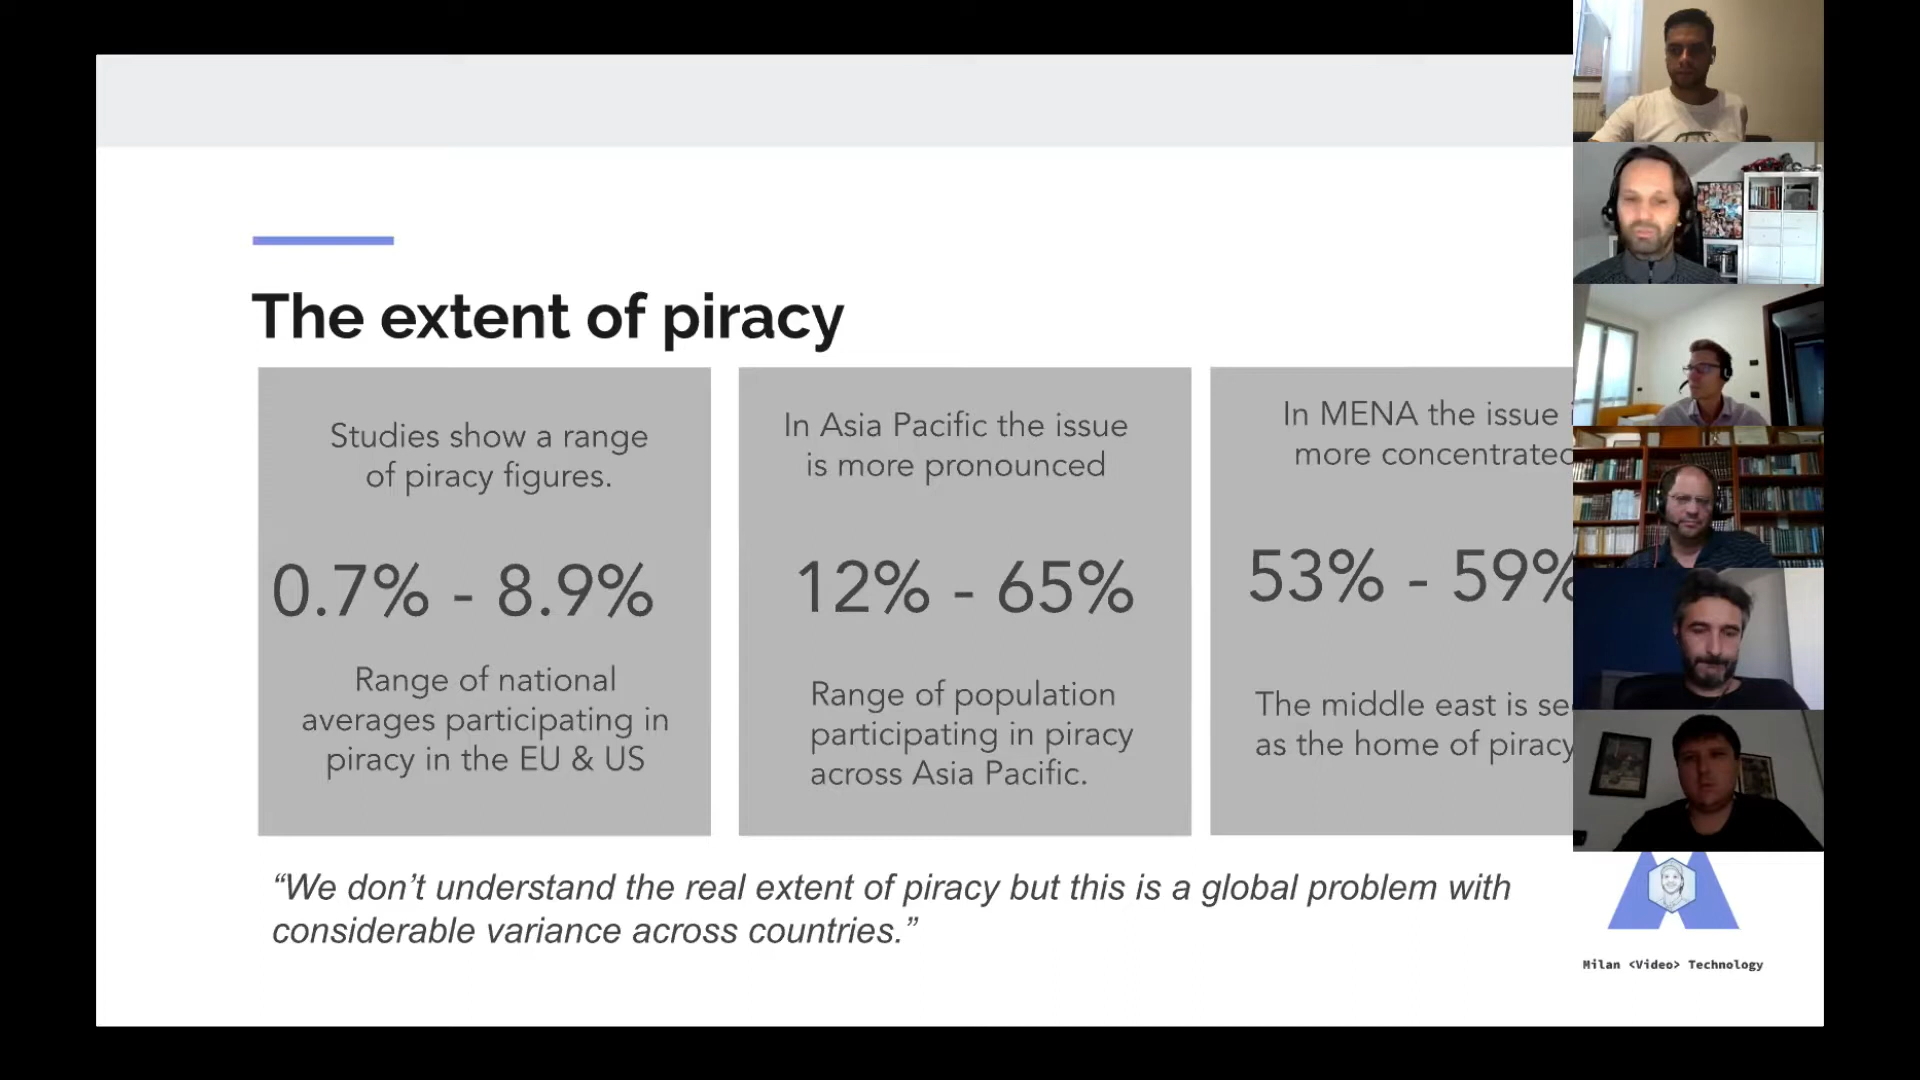 The extent of piracy
Studies show a range
of piracy figures.
0.7% - 8.9%
Range of national
averages participating in
piracy in the EU & US
In Asia Pacific the issue
is more pronounced
12% - 65%
Range of population
participating in piracy
across Asia Pacific.
In MENA the issue
more concentrated
53% - 59%
The middle east is
as the home of piracy
“We don’t understand the real extent of piracy but this is a global problem with
considerable variance across countries.”
Milan <Video> Technology